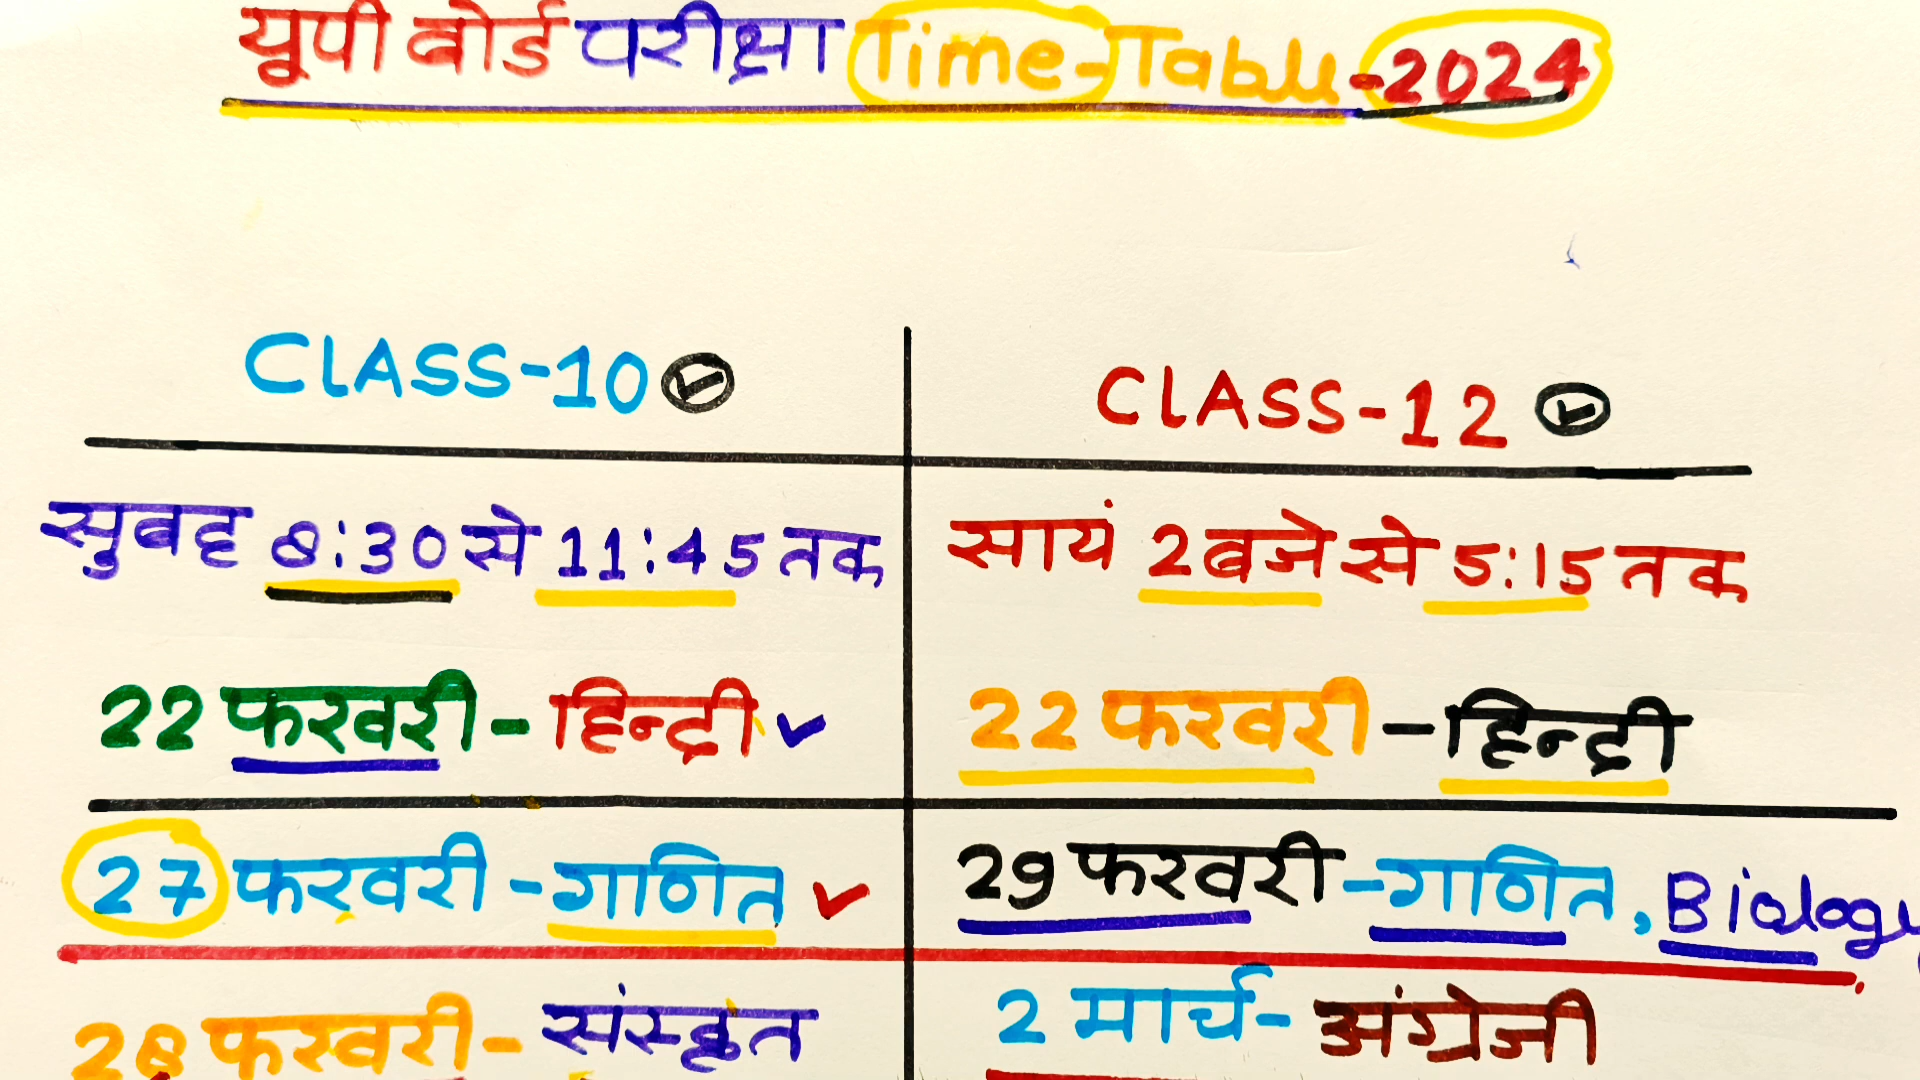 यूपी बोर्ड परीक्षा Time-Table-2024
CLASS-10
CLASS-12
सुबह 8:30 से 11:45 तक
सायं 2 बजे से 5:15 तक
22 फरवरी - हिन्दी
22 फरवरी - हिन्दी
27 फरवरी - गणित
29 फरवरी - गणित, Biology
28 फरवरी - संस्कृत
2 मार्च - अंग्रेजी